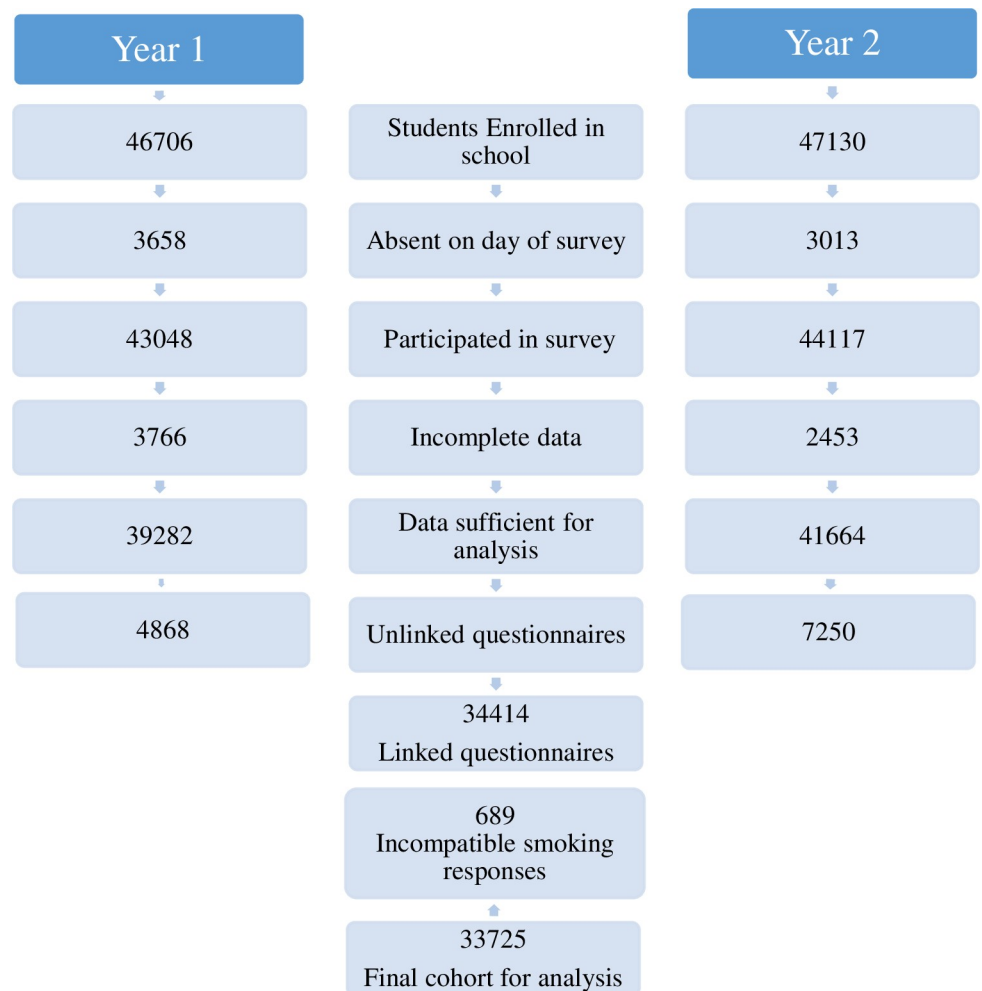 Year 1
Year 2
46706
Students Enrolled in
school
47130
3658
Absent on day of survey
3013
43048
Participated in survey
44117
3766
Incomplete data
2453
39282
Data sufficient for
analysis
41664
4868
Unlinked questionnaires
7250
34414
Linked questionnaires
689
Incompatible smoking
responses
33725
Final cohort for analysis